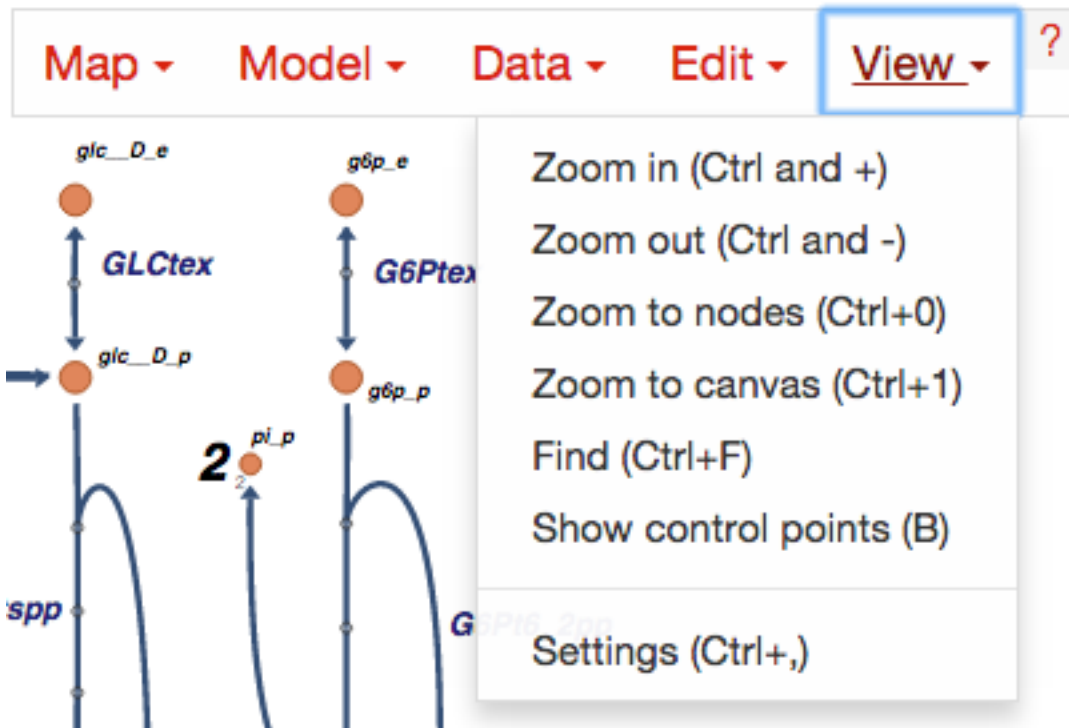 Map Model Data Edit View ?
glc__D_e
g6p_e
Zoom in (Ctrl and +)
Zoom out (Ctrl and -)
GLCtex
G6Ptex
Zoom to nodes (Ctrl+0)
glc__D_p
g6p_p
Zoom to canvas (Ctrl+1)
2
pi_p
2
Find (Ctrl+F)
Show control points (B)
spp
G6Pt6_2pp
Settings (Ctrl+,)